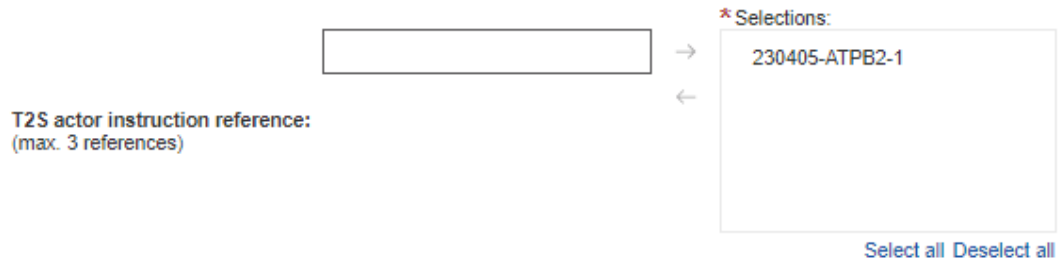 * Selections:
→
230405-ATPB2-1
←
T2S actor instruction reference:
(max. 3 references)
Select all Deselect all